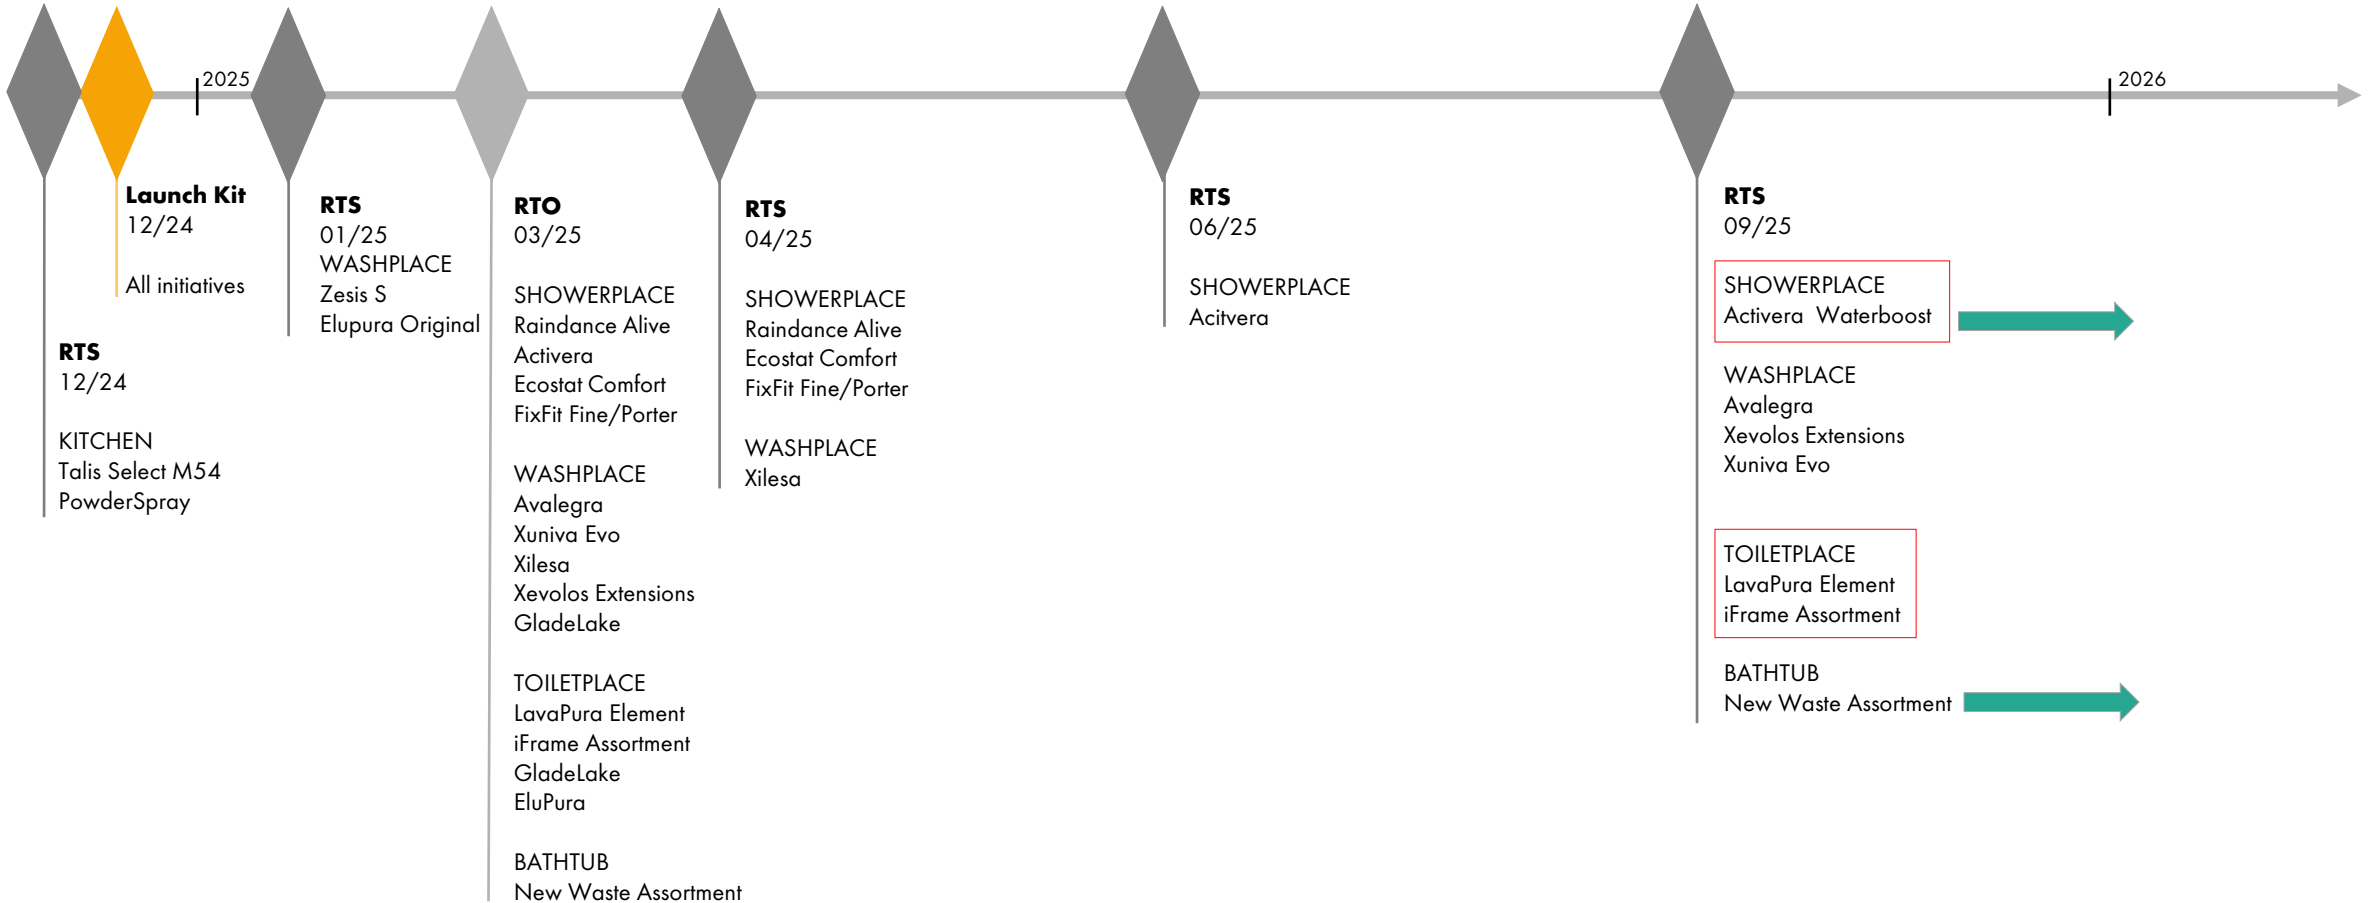 2025
2026
Launch Kit
12/24
All initiatives
RTS
12/24
KITCHEN
Talis Select M54
PowderSpray
RTS
01/25
WASHPLACE
Zesis S
Elupura Original
RTO
03/25
SHOWERPLACE
Raindance Alive
Activera
Ecostat Comfort
FixFit Fine/Porter
WASHPLACE
Avalegra
Xuniva Evo
Xilesa
Xevolos Extensions
GladeLake
TOILETPLACE
LavaPura Element
iFrame Assortment
GladeLake
EluPura
BATHTUB
New Waste Assortment
RTS
04/25
SHOWERPLACE
Raindance Alive
Ecostat Comfort
FixFit Fine/Porter
WASHPLACE
Xilesa
RTS
06/25
SHOWERPLACE
Acitvera
RTS
09/25
SHOWERPLACE
Activera  Waterboost
WASHPLACE
Avalegra
Xevolos Extensions
Xuniva Evo
TOILETPLACE
LavaPura Element
iFrame Assortment
BATHTUB
New Waste Assortment